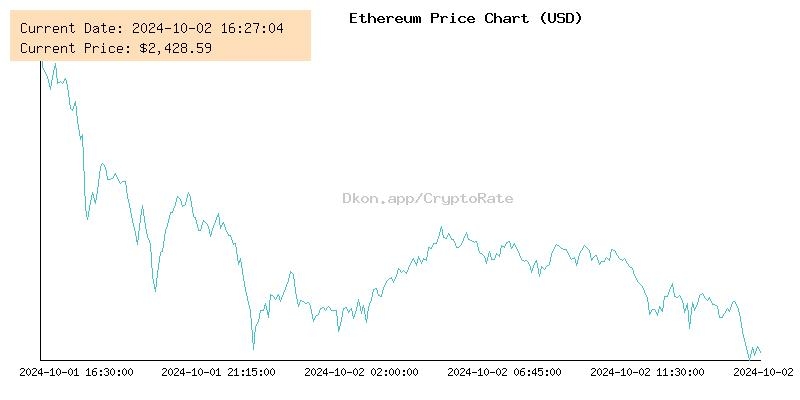 Ethereum Price Chart (USD)
Current Date: 2024-10-02 16:27:04
Current Price: $2,428.59
Dkon.app/CryptoRate
2024-10-01 16:30:00
2024-10-01 21:15:00
2024-10-02 02:00:00
2024-10-02 06:45:00
2024-10-02 11:30:00
2024-10-02